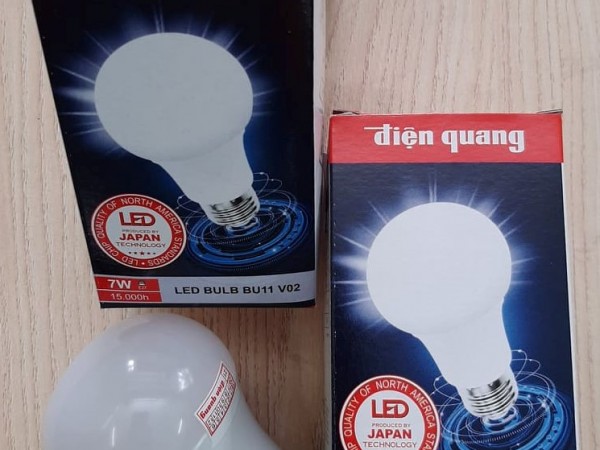 LED CHIP QUALITY OF NORTH AMERICA STANDARDS
LED
PRODUCED BY
JAPAN
TECHNOLOGY
7W
15.000h
LED BULB BU11 V02
điện quang
QUALITY OF NORTH AMERICA
LED
PRODUCED BY
JAPAN
TECHNOLOGY